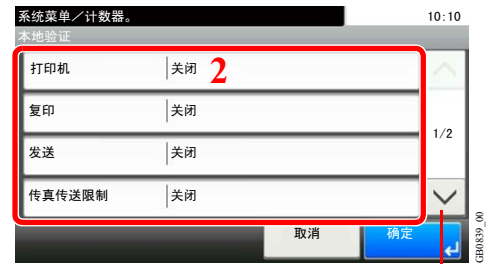 系统菜单／计数器。 10:10
本地验证
打印机 关闭 2
复印 关闭
1/2
发送 关闭
传真传送限制 关闭
取消 确定
GB0839_00